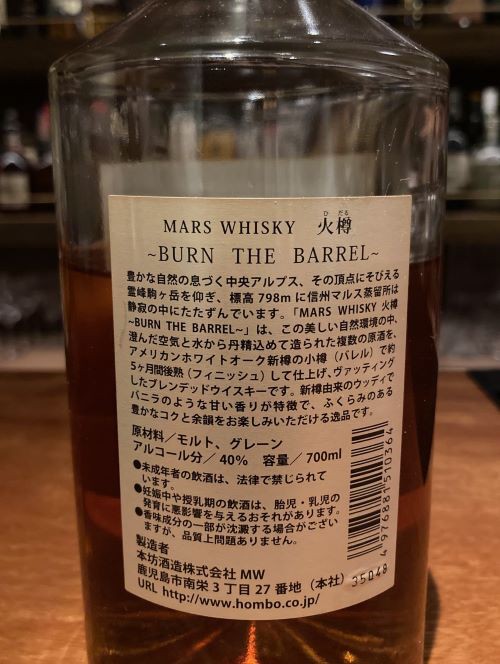 MARS WHISKY 火樽
ひ だる
~BURN THE BARREL~
豊かな自然の息づく中央アルプス、その頂点にそびえる
霊峰駒ヶ岳を仰ぎ、標高 798m に信州マルス蒸留所は
静寂の中にたたずんでいます。「MARS WHISKY 火樽
~BURN THE BARREL~」は、この美しい自然環境の中、
澄んだ空気と水から丹精込めて造られた複数の原酒を、
アメリカンホワイトオーク新樽の小樽（バレル）で約
5ヶ月間後熟（フィニッシュ）して仕上げ、ヴァッティング
したブレンデッドウイスキーです。新樽由来のウッディで
バニラのような甘い香りが特徴で、ふくらみのある
豊かなコクと余韻をお楽しみいただける逸品です。
原材料／モルト、グレーン
アルコール分／ 40%　容量／ 700ml
●未成年者の飲酒は、法律で禁じられて
います。
●妊娠中や授乳期の飲酒は、胎児・乳児の
発育に悪影響を与えるおそれがあります。
●香味成分の一部が沈澱する場合がござい
ますが、品質上問題ありません。
製造者
本坊酒造株式会社 MW
鹿児島市南栄 3 丁目 27 番地（本社）
URL http://www.hombo.co.jp/
4 976881 510364
35048